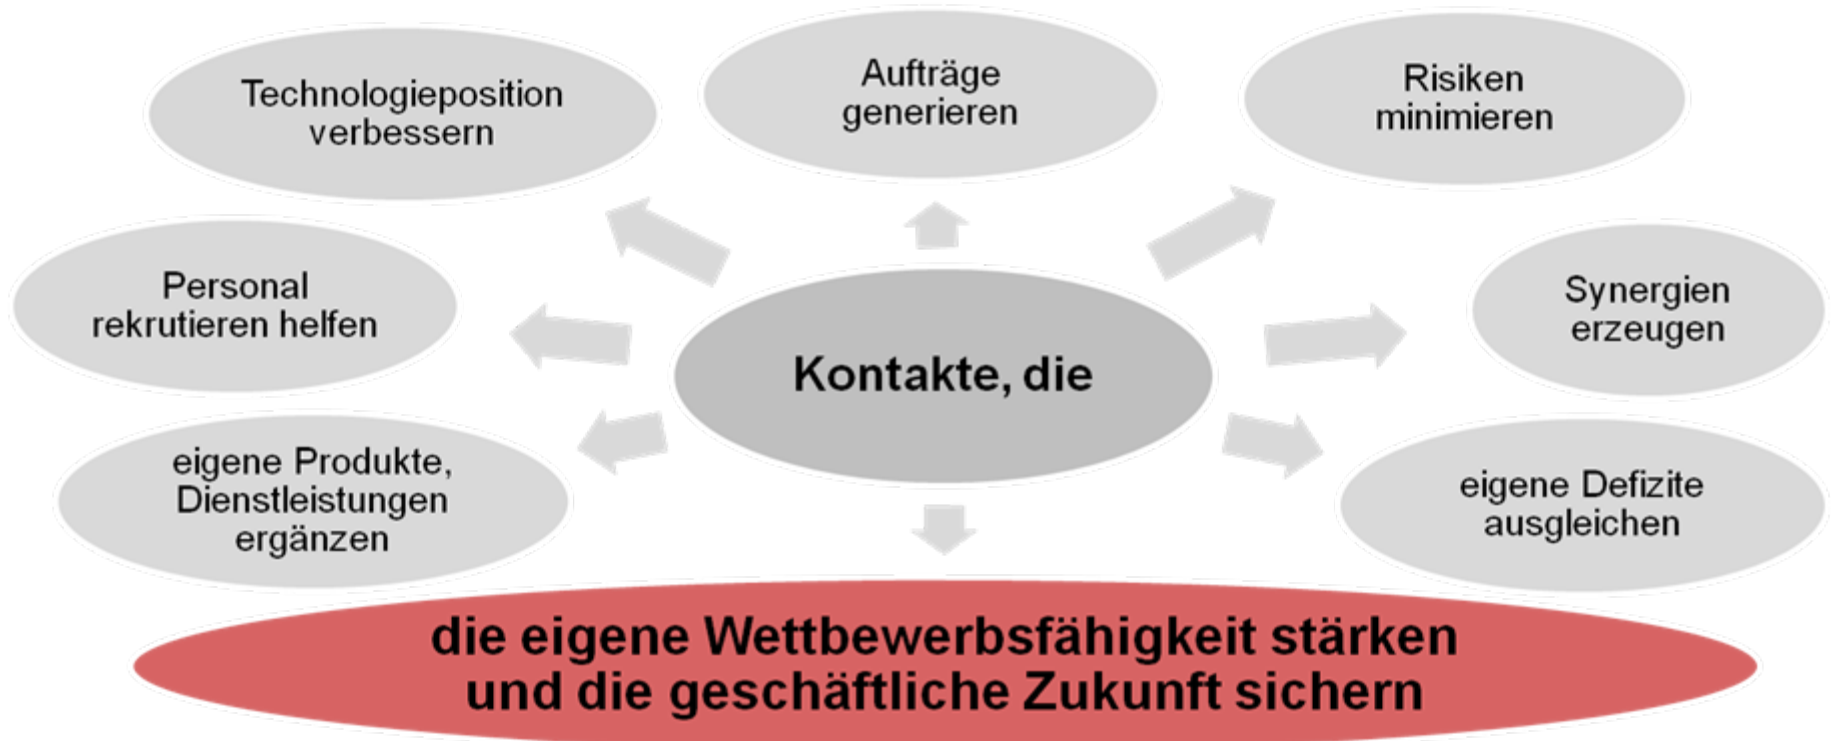 Technologieposition
verbessern
Aufträge
generieren
Risiken
minimieren
Personal
rekrutieren helfen
Synergien
erzeugen
Kontakte, die
eigene Produkte,
Dienstleistungen
ergänzen
eigene Defizite
ausgleichen
die eigene Wettbewerbsfähigkeit stärken
und die geschäftliche Zukunft sichern